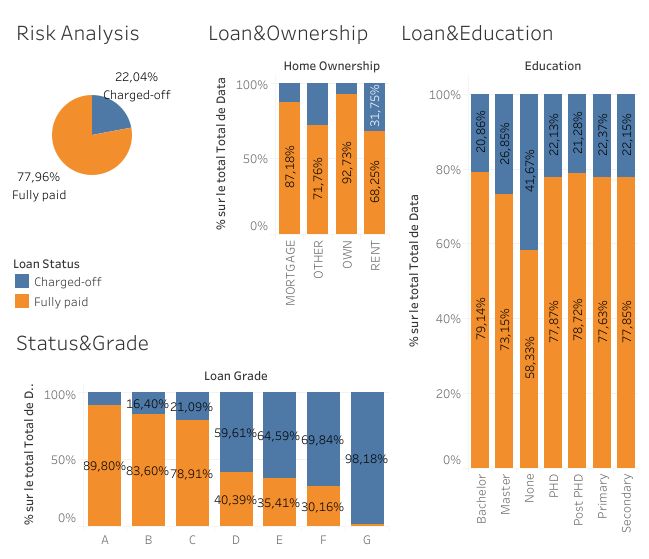 Risk Analysis
22,04%
Charged-off
77,96%
Fully paid
Loan Status
Charged-off
Fully paid
Loan&Ownership
Home Ownership
% sur le total Total de Data
100%
50%
0%
87,18%
71,76%
92,73%
31,75%
68,25%
MORTGAGE
OTHER
OWN
RENT
Loan&Education
Education
% sur le total Total de Data
100%
80%
60%
40%
20%
0%
20,86%
26,85%
41,67%
22,13%
21,28%
22,37%
22,15%
79,14%
73,15%
58,33%
77,87%
78,72%
77,63%
77,85%
Bachelor
Master
None
PHD
Post PHD
Primary
Secondary
Status&Grade
Loan Grade
% sur le total Total de D..
100%
50%
0%
16,40%
21,09%
59,61%
64,59%
69,84%
98,18%
89,80%
83,60%
78,91%
40,39%
35,41%
30,16%
A
B
C
D
E
F
G